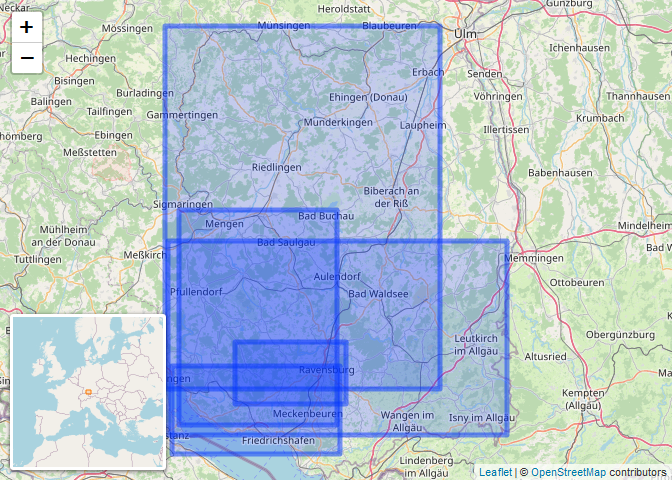 Neckar
Heroldstatt
Günzburg
+
−
Mössingen
Münsingen
Blaubeuren
Ulm
Ichenhausen
Hechingen
Erbach
Senden
Bisingen
Burladingen
Ehingen (Donau)
Vöhringen
Thannhausen
Balingen
Tailfingen
Gammertingen
Krumbach
hömberg
Ebingen
Munderkingen
Laupheim
Illertissen
Meßstetten
Riedlingen
Babenhausen
Sigmaringen
Biberach an
der Riß
Mühlheim
an der Donau
Mengen
Bad Buchau
Mindelheim
Tuttlingen
Meßkirch
Bad Saulgau
Memmingen
Bad W
Aulendorf
Ottobeuren
Pfullendorf
Bad Waldsee
Obergünzburg
Leutkirch
im Allgäu
Altusried
Ravensburg
ingen
Kempten
(Allgäu)
Meckenbeuren
Wangen im
Allgäu
Isny im Allgäu
stanz
Friedrichshafen
Lindenberg
im Allgäu
Leaflet | © OpenStreetMap contributors